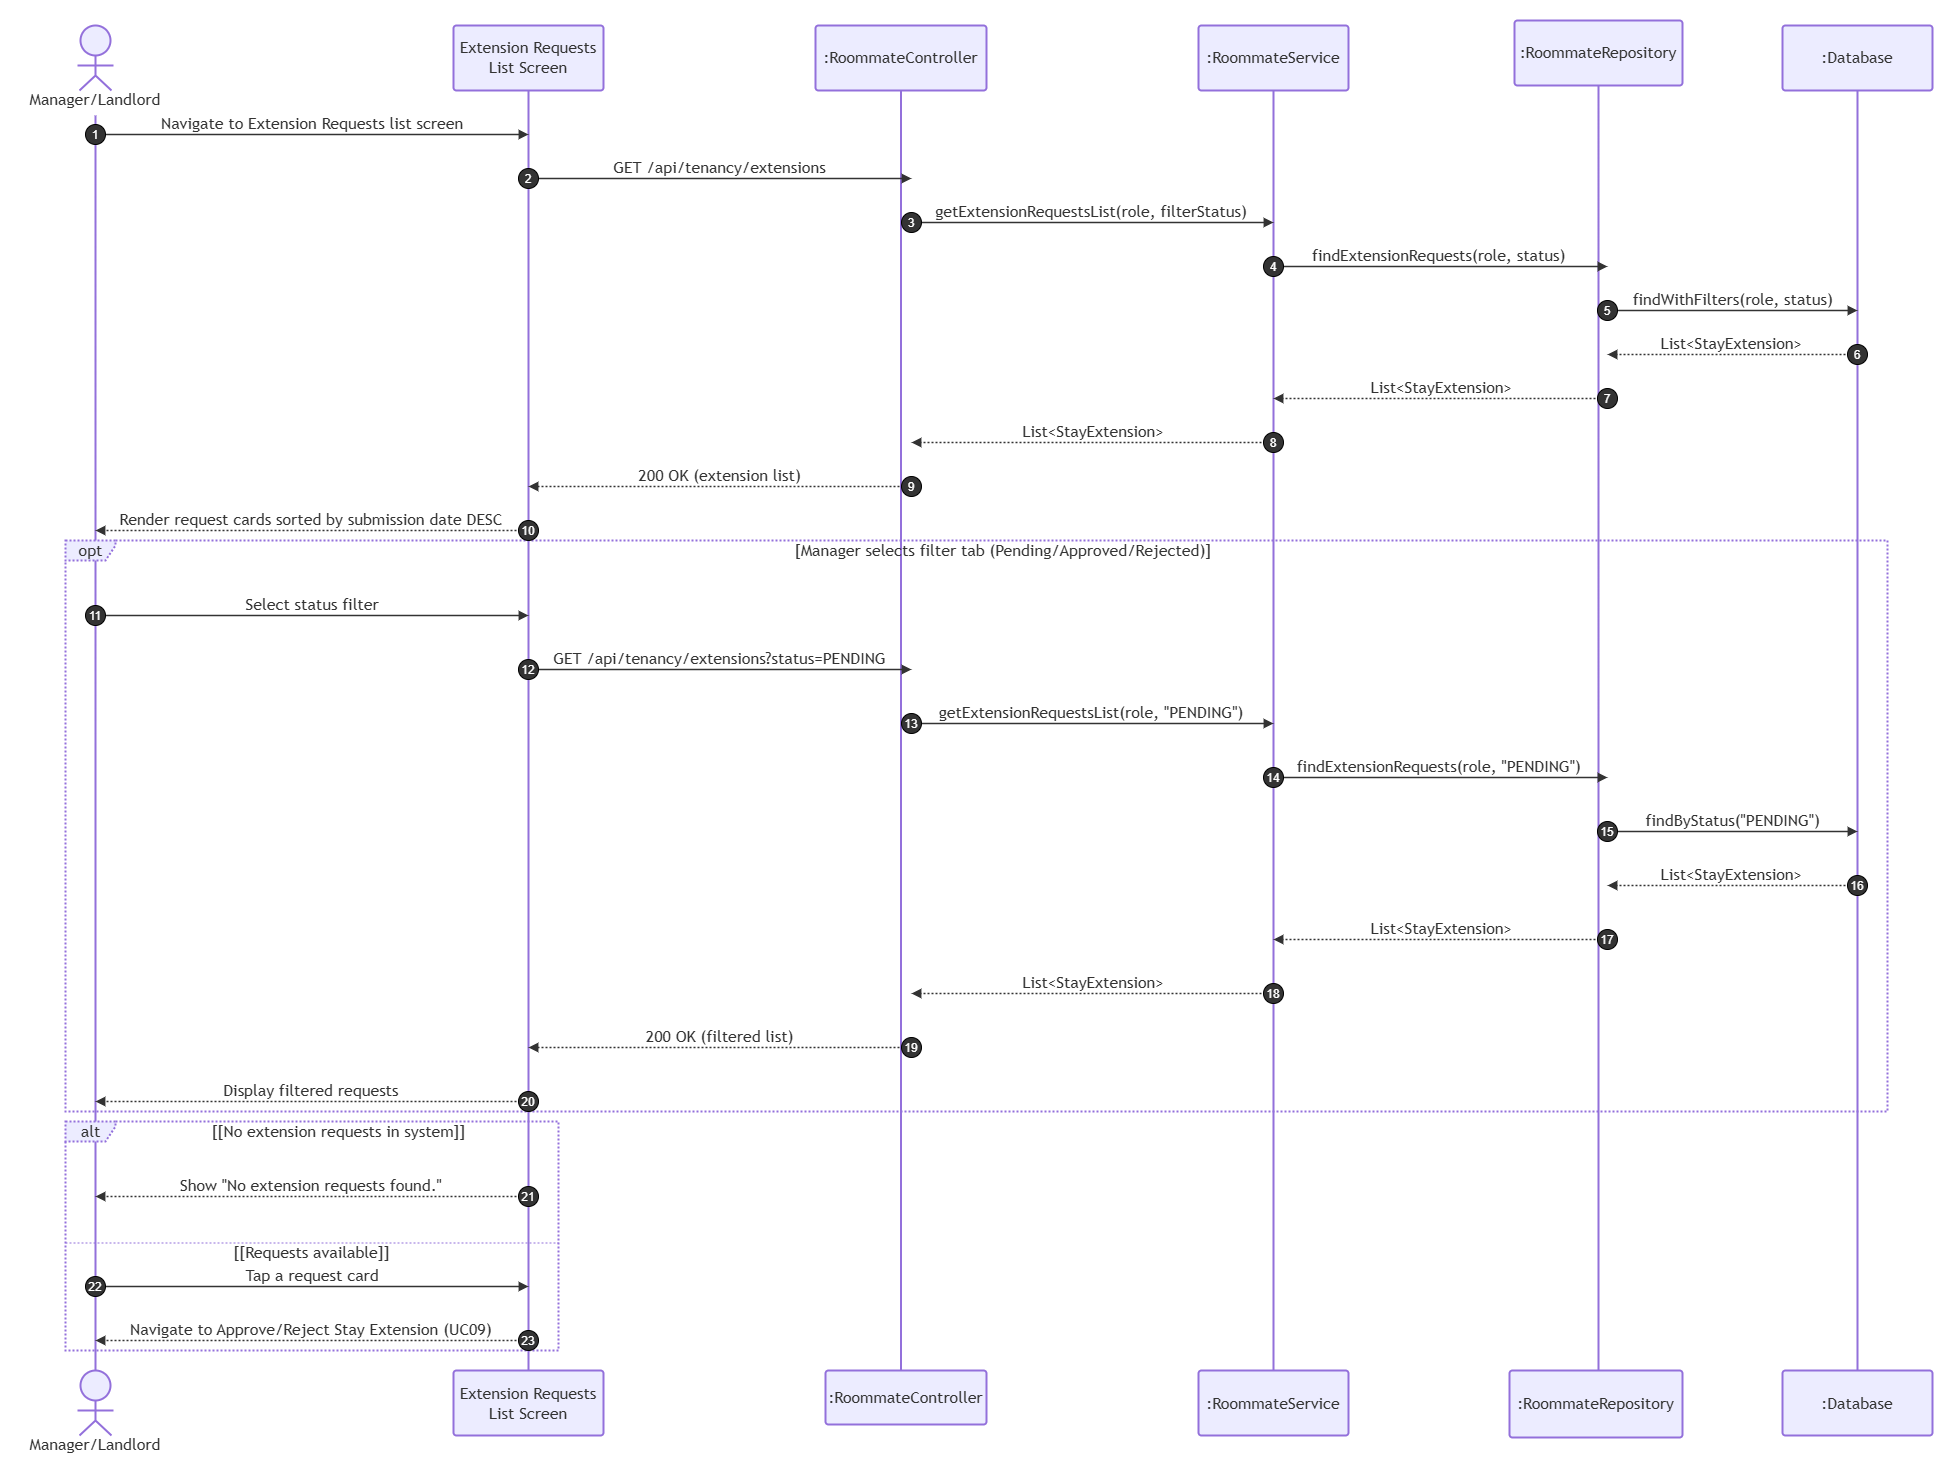 Manager/Landlord
Extension Requests
List Screen
:RoommateController
:RoommateService
:RoommateRepository
:Database
1
Navigate to Extension Requests list screen
2
GET /api/tenancy/extensions
3
getExtensionRequestsList(role, filterStatus)
4
findExtensionRequests(role, status)
5
findWithFilters(role, status)
List<StayExtension>
6
List<StayExtension>
7
List<StayExtension>
8
200 OK (extension list)
9
Render request cards sorted by submission date DESC
10
opt
[Manager selects filter tab (Pending/Approved/Rejected)]
11
Select status filter
12
GET /api/tenancy/extensions?status=PENDING
13
getExtensionRequestsList(role, "PENDING")
14
findExtensionRequests(role, "PENDING")
15
findByStatus("PENDING")
List<StayExtension>
16
List<StayExtension>
17
List<StayExtension>
18
200 OK (filtered list)
19
Display filtered requests
20
alt
[[No extension requests in system]]
Show "No extension requests found."
21
[[Requests available]]
22
Tap a request card
Navigate to Approve/Reject Stay Extension (UC09)
23
Manager/Landlord
Extension Requests
List Screen
:RoommateController
:RoommateService
:RoommateRepository
:Database